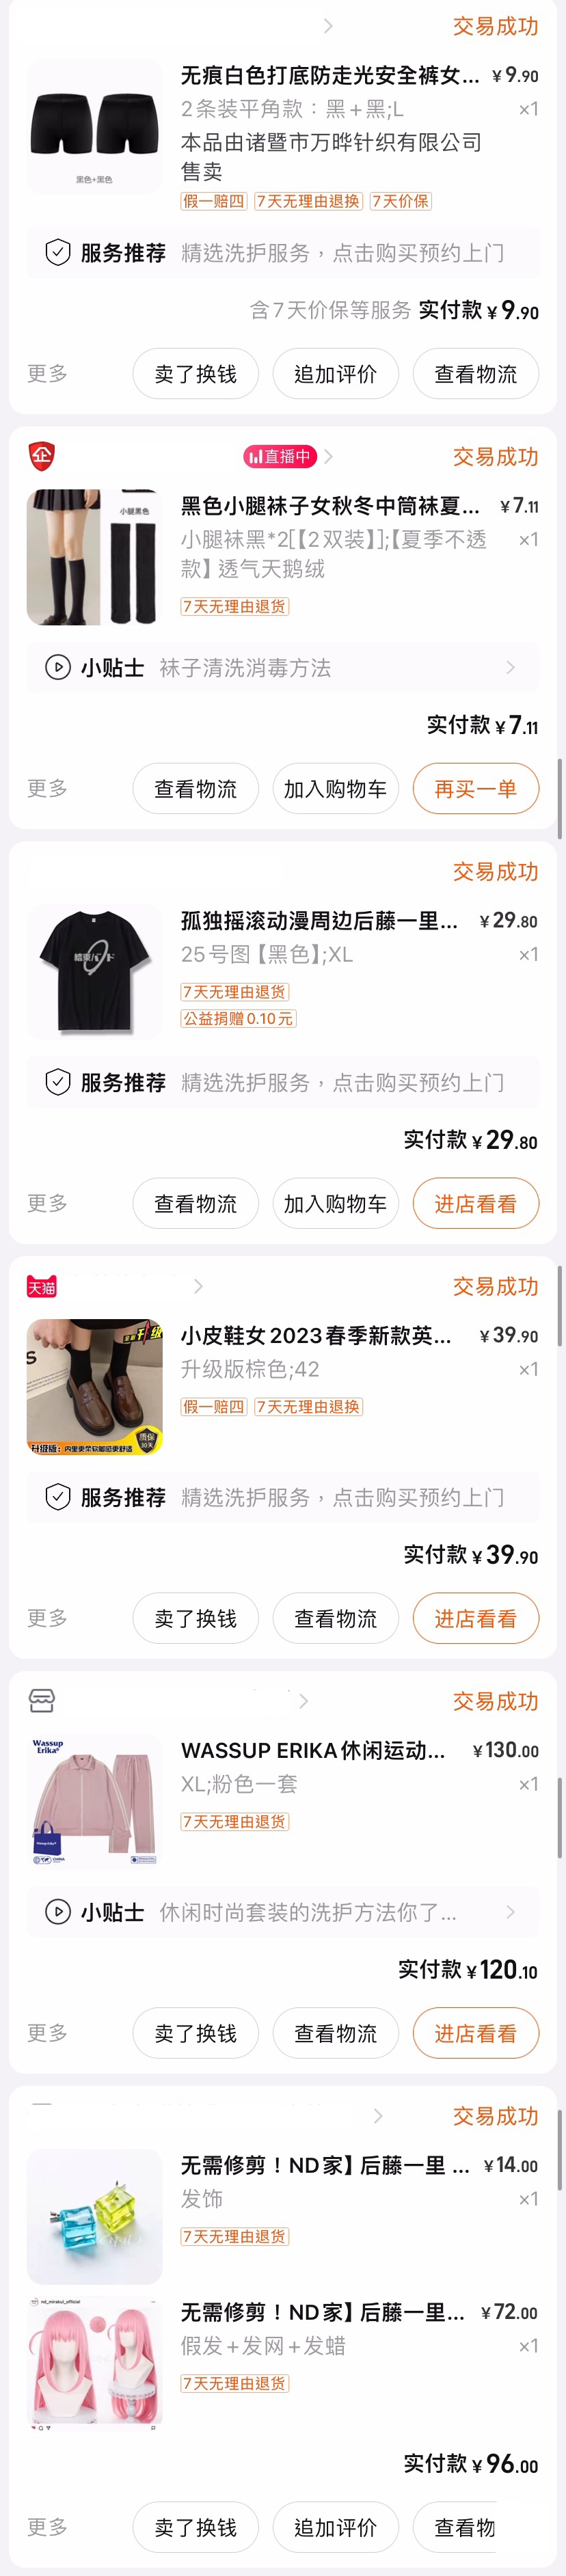 交易成功
无痕白色打底防走光安全裤女... ¥9.90
2条装平角款：黑+黑;L ×1
本品由诸暨市万晔针织有限公司
售卖
假一赔四 7天无理由退换 7天价保
黑色+黑色
服务推荐 精选洗护服务，点击购买预约上门
含7天价保等服务 实付款 ¥9.90
更多 卖了换钱 追加评价 查看物流
企 直播中 交易成功
黑色小腿袜子女秋冬中筒袜夏... ¥7.11
小腿袜黑*2[【2双装】];【夏季不透 ×1
款】透气天鹅绒
7天无理由退货
小腿黑色
小贴士 袜子清洗消毒方法
实付款 ¥7.11
更多 查看物流 加入购物车 再买一单
交易成功
孤独摇滚动漫周边后藤一里... ¥29.80
25号图【黑色】;XL ×1
7天无理由退货
公益捐赠0.10元
結束バンド
服务推荐 精选洗护服务，点击购买预约上门
实付款 ¥29.80
更多 查看物流 加入购物车 进店看看
天猫 交易成功
小皮鞋女2023春季新款英... ¥39.90
升级版棕色;42 ×1
假一赔四 7天无理由退换
全新升级
S
质保
30天
升级版：内里更柔软脚感更舒适
服务推荐 精选洗护服务，点击购买预约上门
实付款 ¥39.90
更多 卖了换钱 查看物流 进店看看
交易成功
WASSUP ERIKA休闲运动... ¥130.00
XL;粉色一套 ×1
7天无理由退货
Wassup
Erika
小贴士 休闲时尚套装的洗护方法你了...
实付款 ¥120.10
更多 卖了换钱 查看物流 进店看看
交易成功
无需修剪！ND家】后藤一里 ... ¥14.00
发饰 ×1
7天无理由退货
nd_mirakul_official
无需修剪！ND家】后藤一里... ¥72.00
假发+发网+发蜡 ×1
7天无理由退货
实付款 ¥96.00
更多 卖了换钱 追加评价 查看物